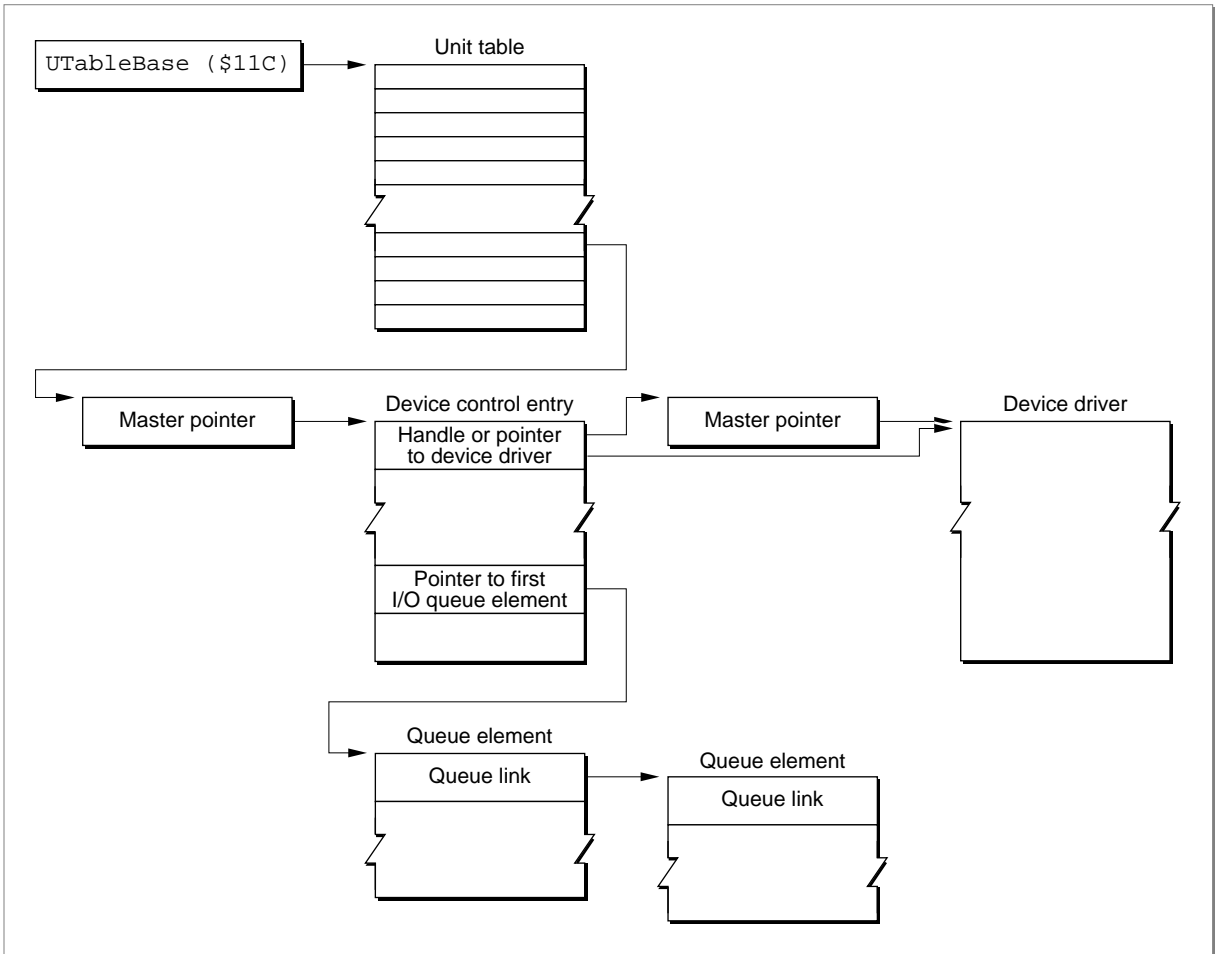 Unit table
UTableBase ($11C)
Master pointer
Device control entry
Handle or pointer
to device driver
Master pointer
Device driver
Pointer to first
I/O queue element
Queue element
Queue link
Queue element
Queue link